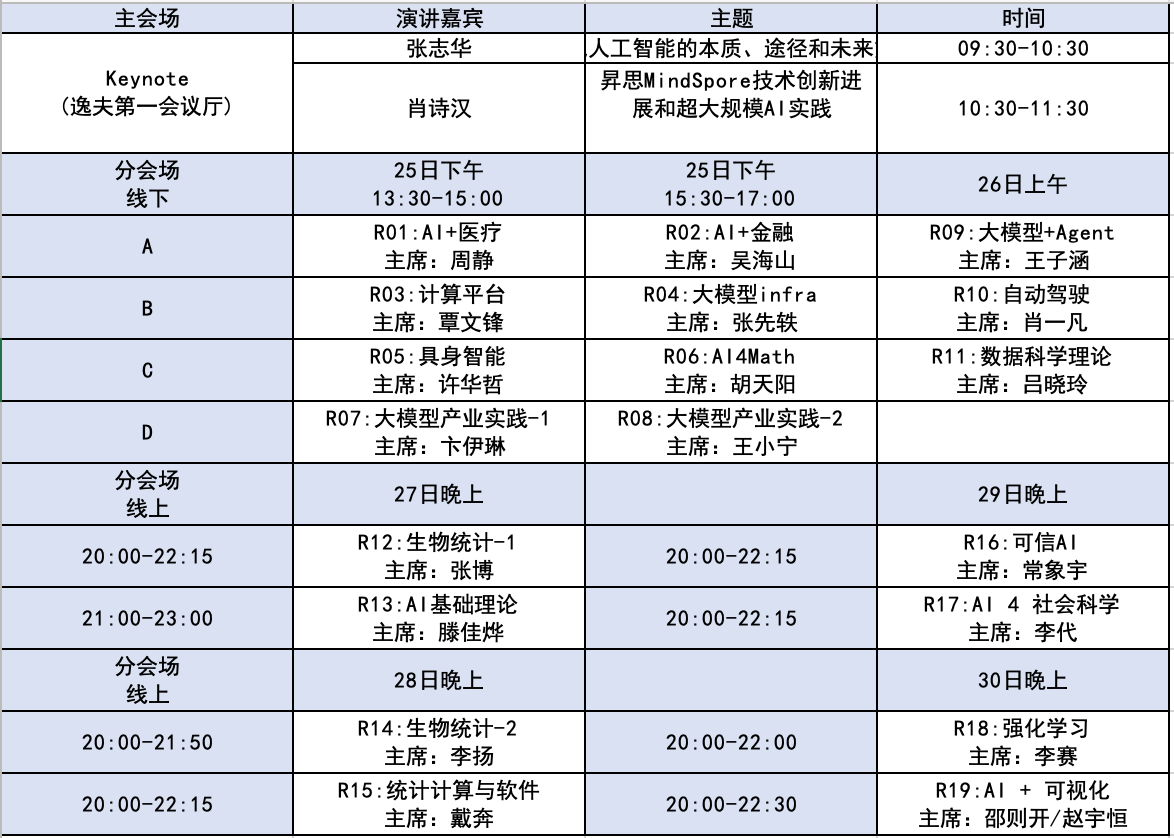 主会场 演讲嘉宾 主题 时间
Keynote
(逸夫第一会议厅)
张志华 人工智能的本质、途径和未来 09:30-10:30
肖诗汉
昇思MindSpore技术创新进
展和超大规模AI实践
10:30-11:30
分会场
线下
25日下午
13:30-15:00
25日下午
15:30-17:00
26日上午
A
R01:AI+医疗
主席：周静
R02:AI+金融
主席：吴海山
R09:大模型+Agent
主席：王子涵
B
R03:计算平台
主席：覃文锋
R04:大模型infra
主席：张先轶
R10:自动驾驶
主席：肖一凡
C
R05:具身智能
主席：许华哲
R06:AI4Math
主席：胡天阳
R11:数据科学理论
主席：吕晓玲
D
R07:大模型产业实践-1
主席：卞伊琳
R08:大模型产业实践-2
主席：王小宁
分会场
线上
27日晚上
29日晚上
20:00-22:15
R12:生物统计-1
主席：张博
20:00-22:15
R16:可信AI
主席：常象宇
21:00-23:00
R13:AI基础理论
主席：滕佳烨
20:00-22:15
R17:AI 4 社会科学
主席：李代
分会场
线上
28日晚上
30日晚上
20:00-21:50
R14:生物统计-2
主席：李扬
20:00-22:00
R18:强化学习
主席：李赛
20:00-22:15
R15:统计计算与软件
主席：戴奔
20:00-22:30
R19:AI + 可视化
主席：邵则开/赵宇恒